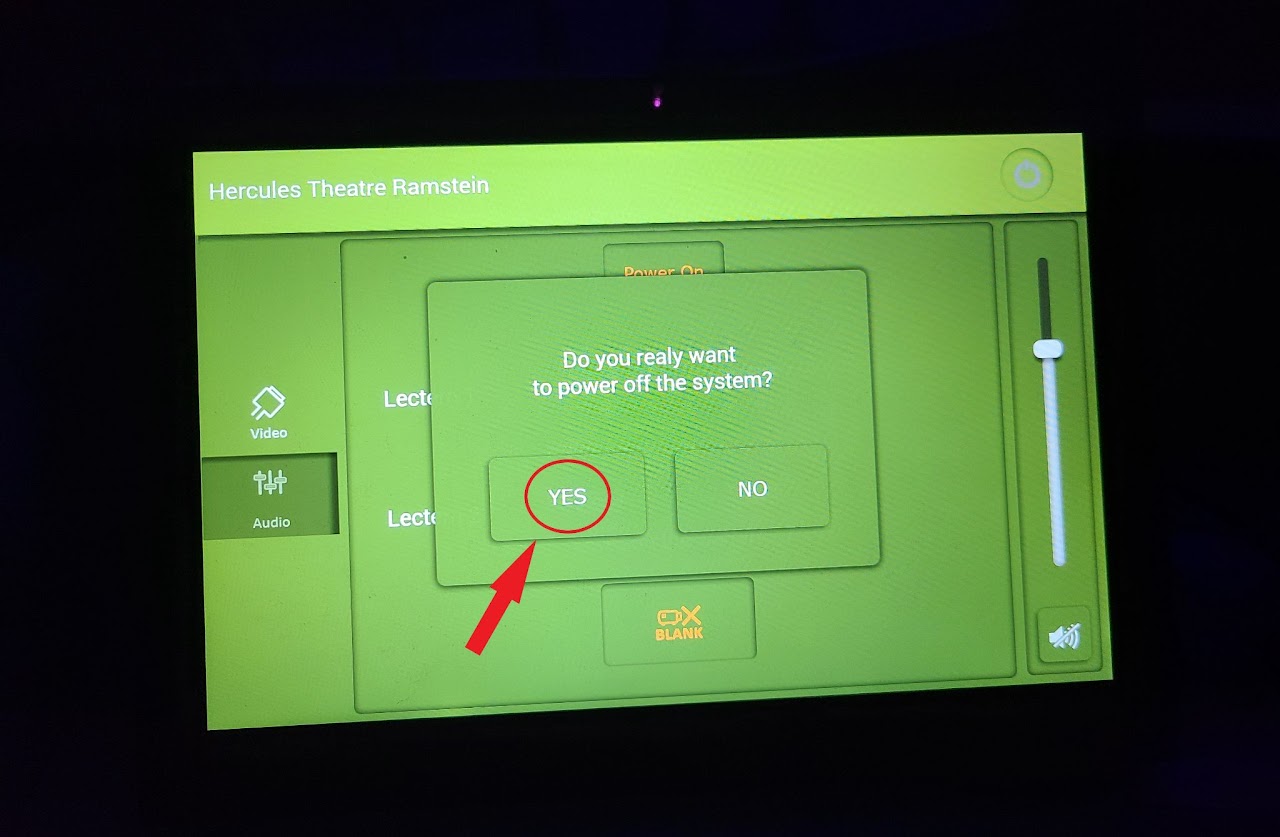 Hercules Theatre Ramstein
Power On
Do you realy want
to power off the system?
Video
Lecte
YES
NO
Audio
Lecte
BLANK